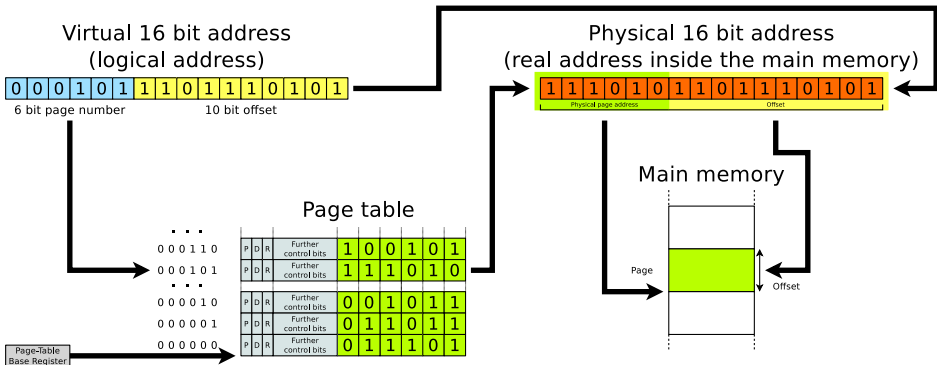 Virtual 16 bit address
(logical address)
0 0 0 1 0 1 1 1 0 1 1 1 0 1 0 1
6 bit page number
10 bit offset
Physical 16 bit address
(real address inside the main memory)
1 1 1 0 1 0 1 1 0 1 1 1 0 1 0 1
Physical page address
Offset
Main memory
Page
Offset
Page table
. . .
0 0 0 1 1 0
P D R Further control bits 1 0 0 1 0 1
0 0 0 1 0 1
P D R Further control bits 1 1 1 0 1 0
. . .
0 0 0 0 1 0
P D R Further control bits 0 0 1 0 1 1
0 0 0 0 0 1
P D R Further control bits 0 1 1 0 1 1
0 0 0 0 0 0
P D R Further control bits 0 1 1 1 0 1
Page-Table
Base Register